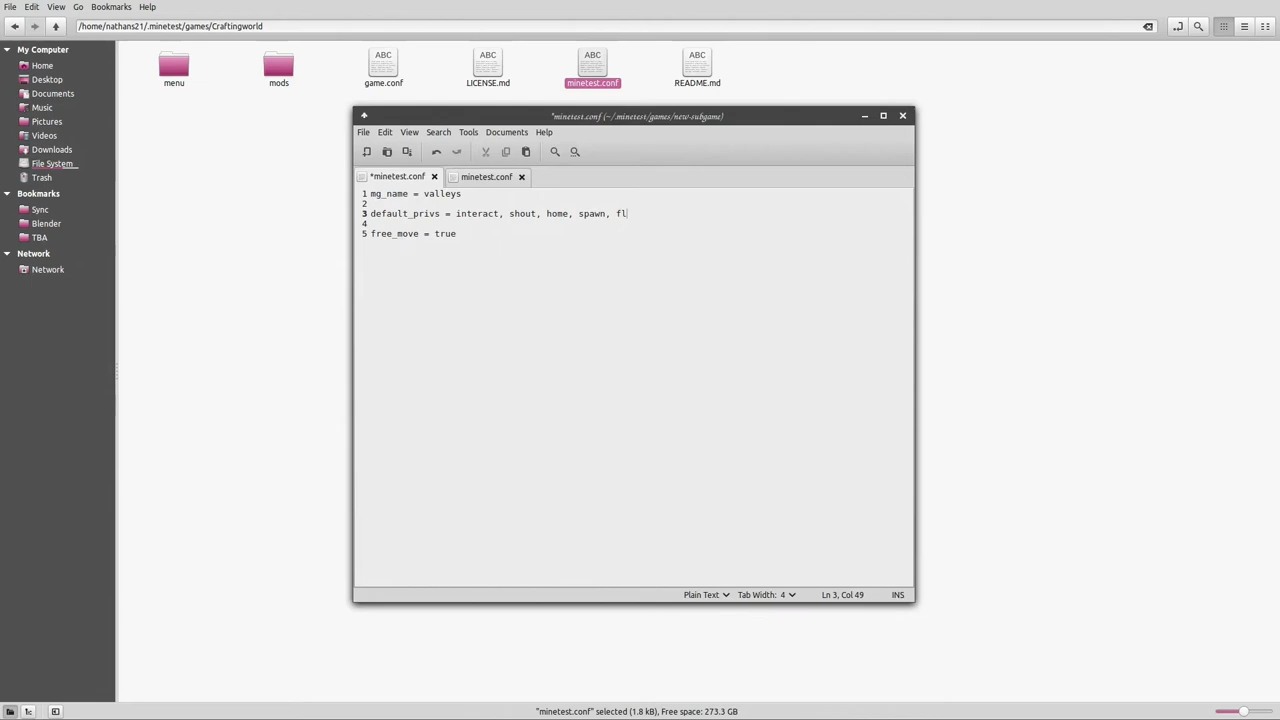 File Edit View Go Bookmarks Help
/home/nathans21/.minetest/games/Craftingworld
My Computer
Home
Desktop
Documents
Music
Pictures
Videos
Downloads
File System
Trash
Bookmarks
Sync
Blender
TBA
Network
Network
ABC ABC ABC ABC
menu mods game.conf LICENSE.md minetest.conf README.md
*minetest.conf (~/.minetest/games/new-subgame)
File Edit View Search Tools Documents Help
*minetest.conf minetest.conf
1 mg_name = valleys
2
3 default_privs = interact, shout, home, spawn, fl
4
5 free_move = true
Plain Text Tab Width: 4 Ln 3, Col 49 INS
"minetest.conf" selected (1.8 kB), Free space: 273.3 GB